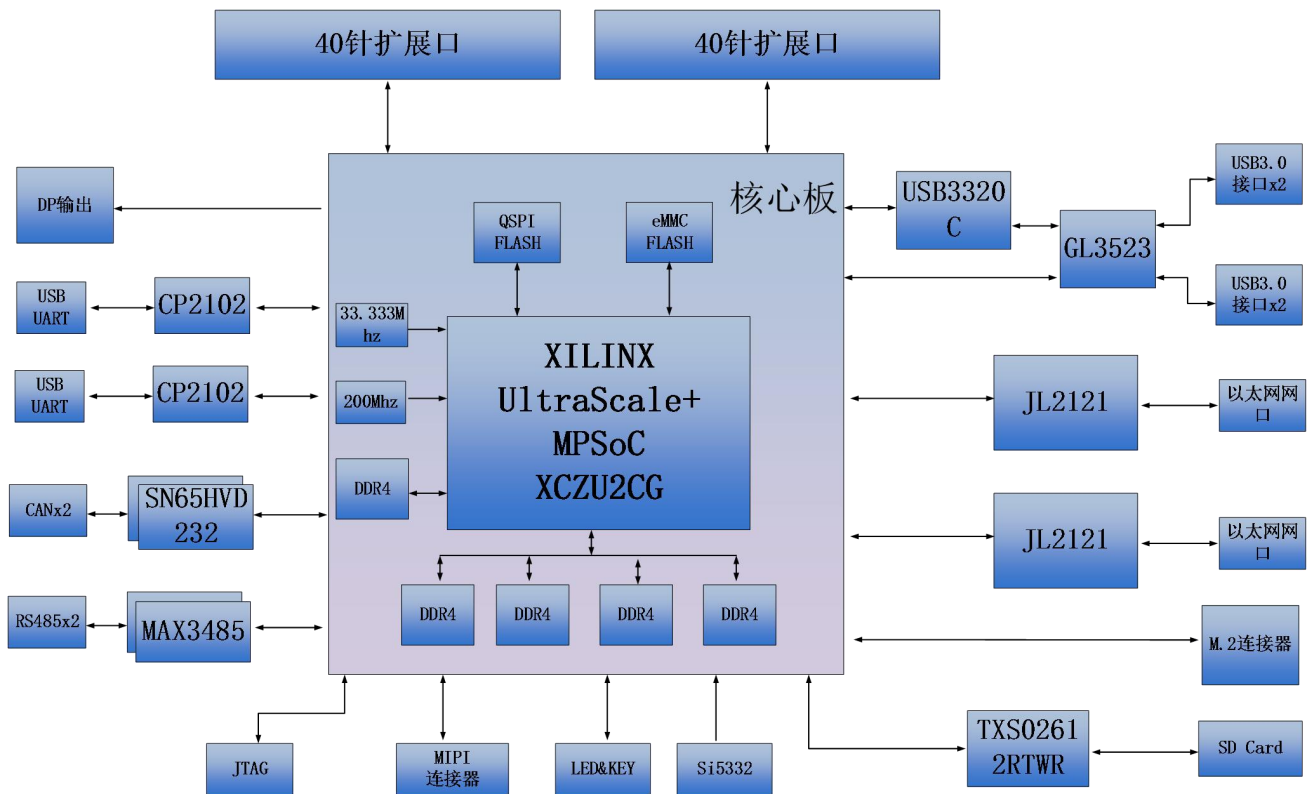 40针扩展口
40针扩展口
核心板
DP输出
QSPI
FLASH
eMMC
FLASH
USB3320
C
USB3.0
接口x2
GL3523
USB3.0
接口x2
USB
UART
CP2102
33.333M
hz
XILINX
UltraScale+
MPSoC
XCZU2CG
USB
UART
CP2102
200Mhz
JL2121
以太网网
口
DDR4
CANx2
SN65HVD
232
JL2121
以太网网
口
DDR4
DDR4
DDR4
DDR4
RS485x2
MAX3485
M.2连接器
JTAG
MIPI
连接器
LED&KEY
Si5332
TXS0261
2RTWR
SD Card